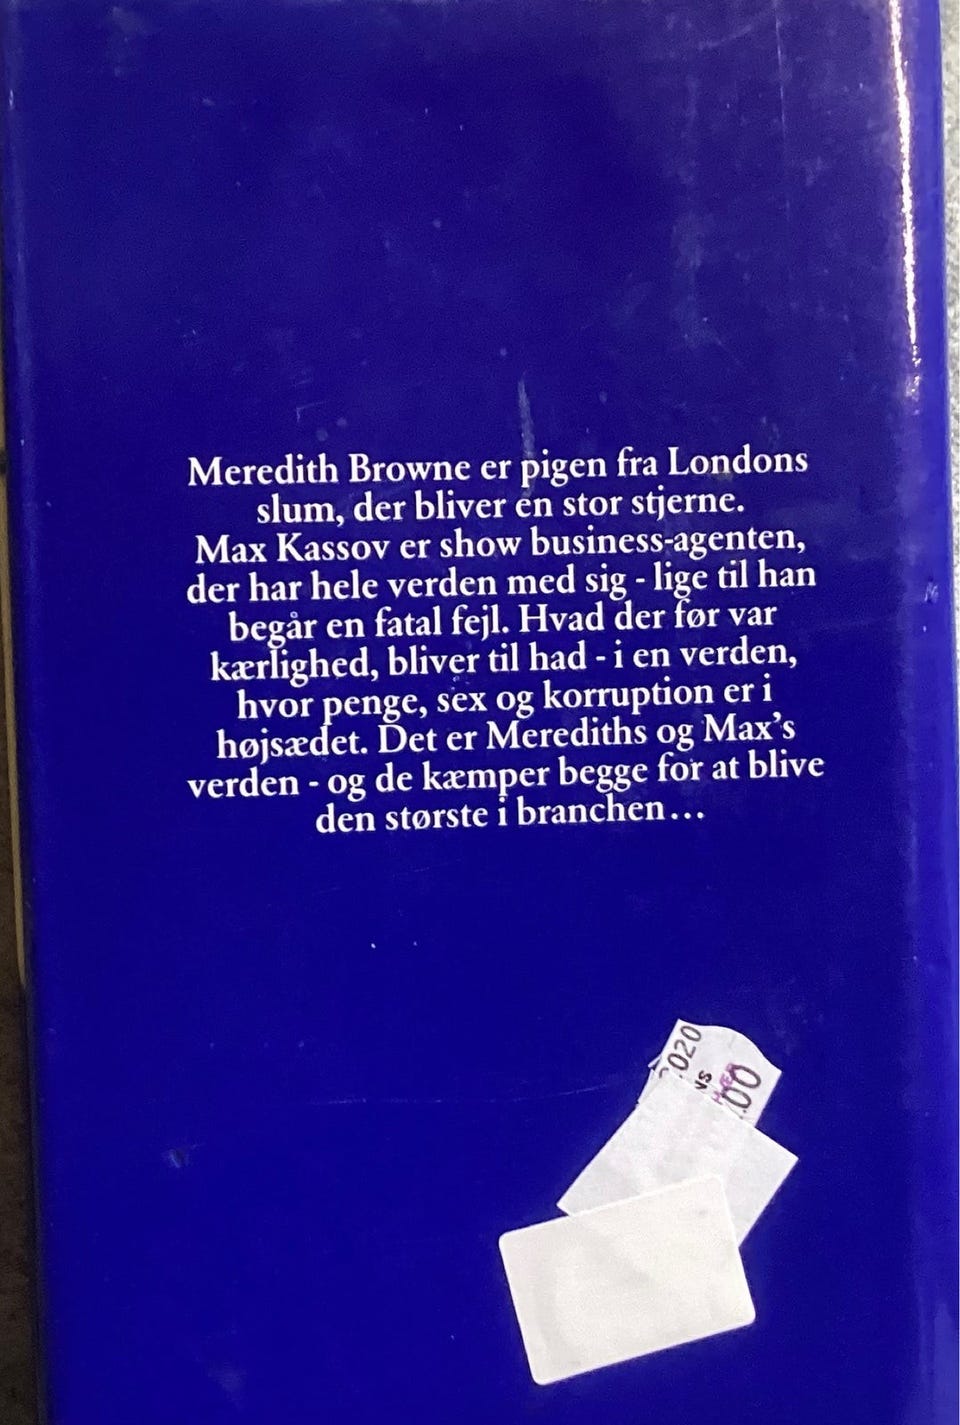 Meredith Browne er pigen fra Londons
slum, der bliver en stor stjerne.
Max Kassov er show business-agenten,
der har hele verden med sig - lige til han
begår en fatal fejl. Hvad der før var
kærlighed, bliver til had - i en verden,
hvor penge, sex og korruption er i
højsædet. Det er Merediths og Max's
verden - og de kæmper begge for at blive
den største i branchen...
020
VS
.00